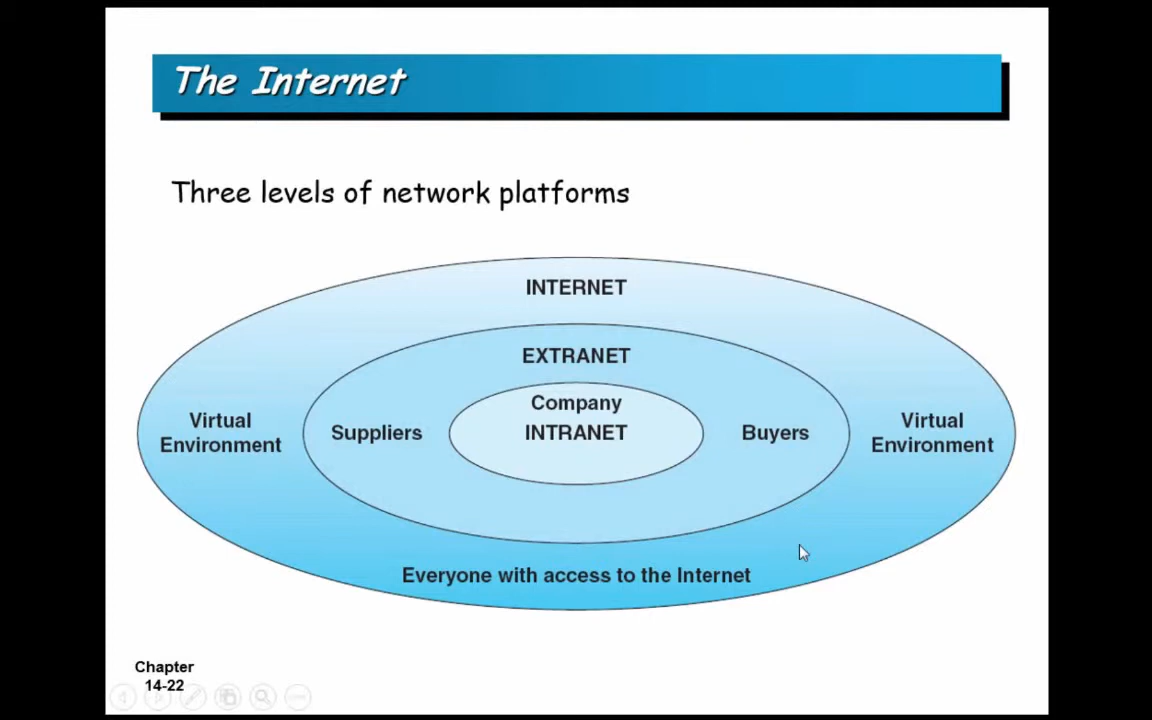 The Internet
Three levels of network platforms
INTERNET
EXTRANET
Company
INTRANET
Suppliers
Buyers
Virtual
Environment
Virtual
Environment
Everyone with access to the Internet
Chapter
14-22